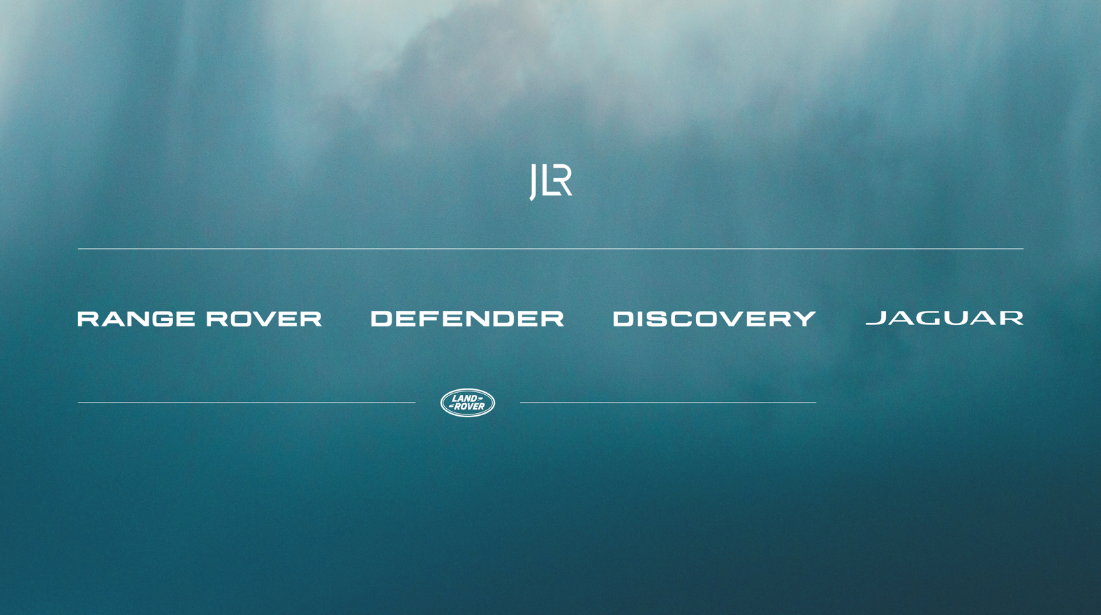 JLR
RANGE ROVER DEFENDER DISCOVERY JAGUAR
LAND
ROVER